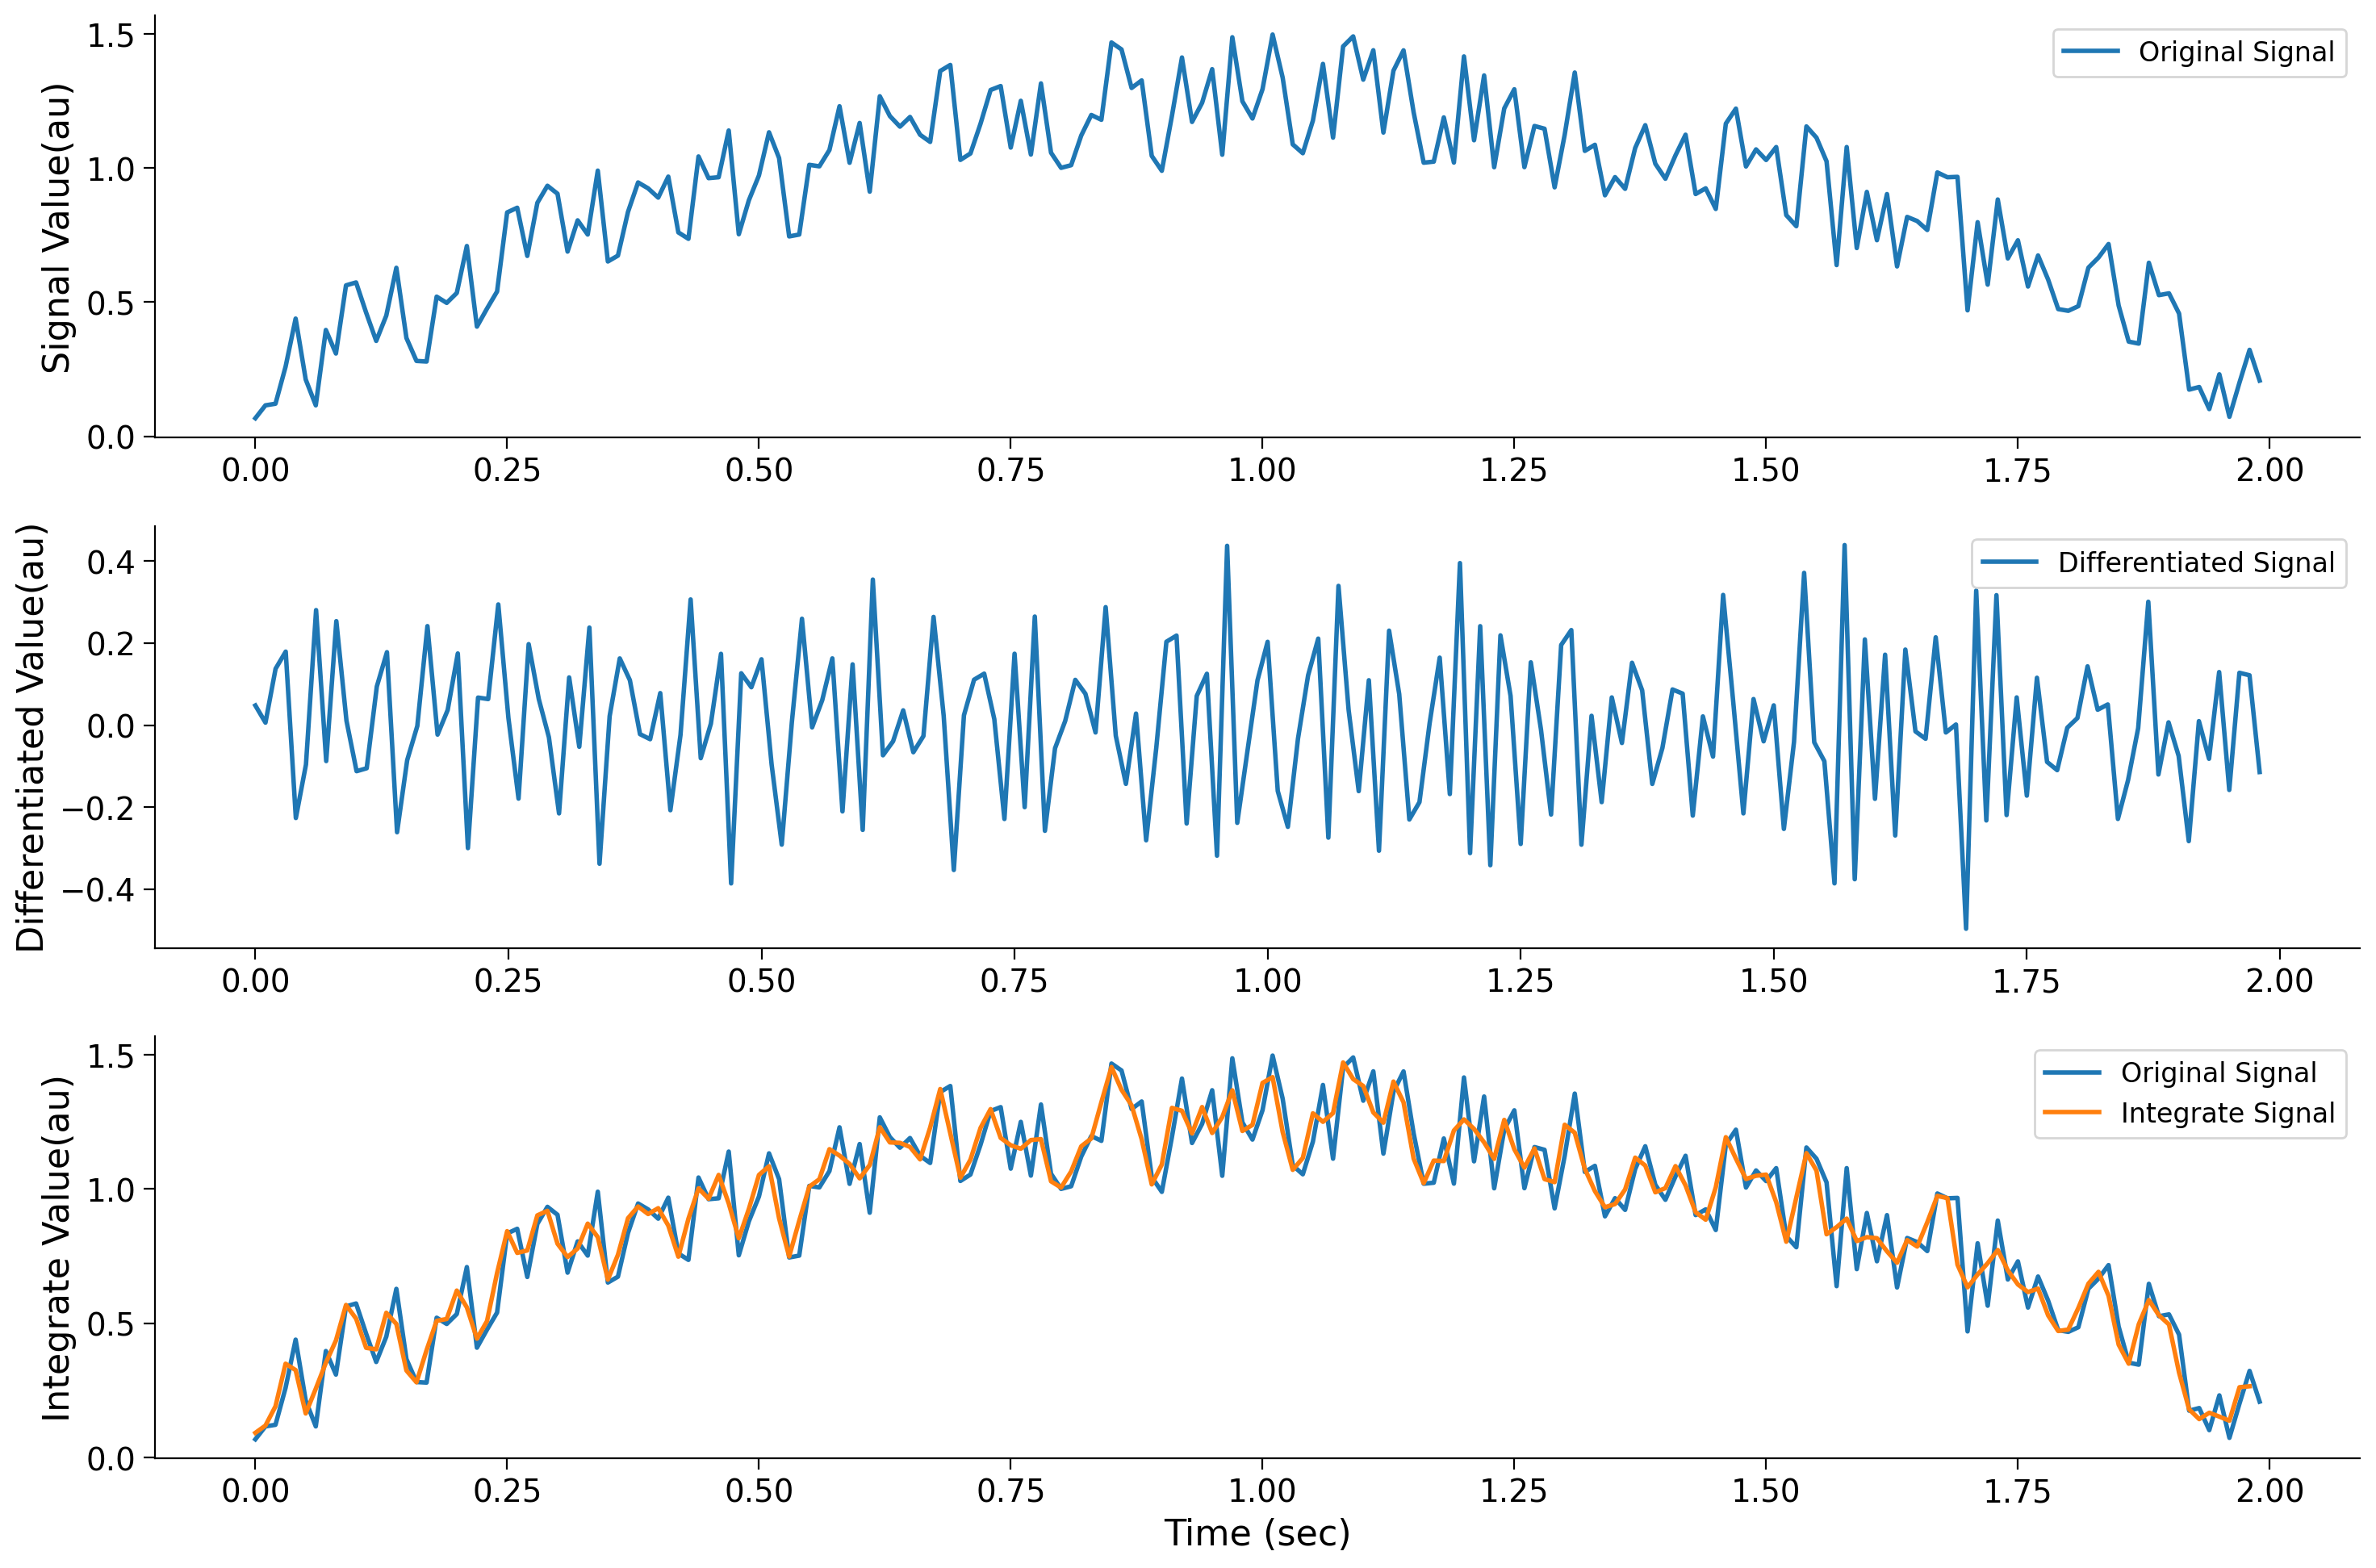 Signal Value(au)
1.5
1.0
0.5
0.0
Original Signal
0.00 0.25 0.50 0.75 1.00 1.25 1.50 1.75 2.00
Differentiated Value(au)
0.4
0.2
0.0
−0.2
−0.4
Differentiated Signal
0.00 0.25 0.50 0.75 1.00 1.25 1.50 1.75 2.00
Integrate Value(au)
1.5
1.0
0.5
0.0
Original Signal
Integrate Signal
0.00 0.25 0.50 0.75 1.00 1.25 1.50 1.75 2.00
Time (sec)